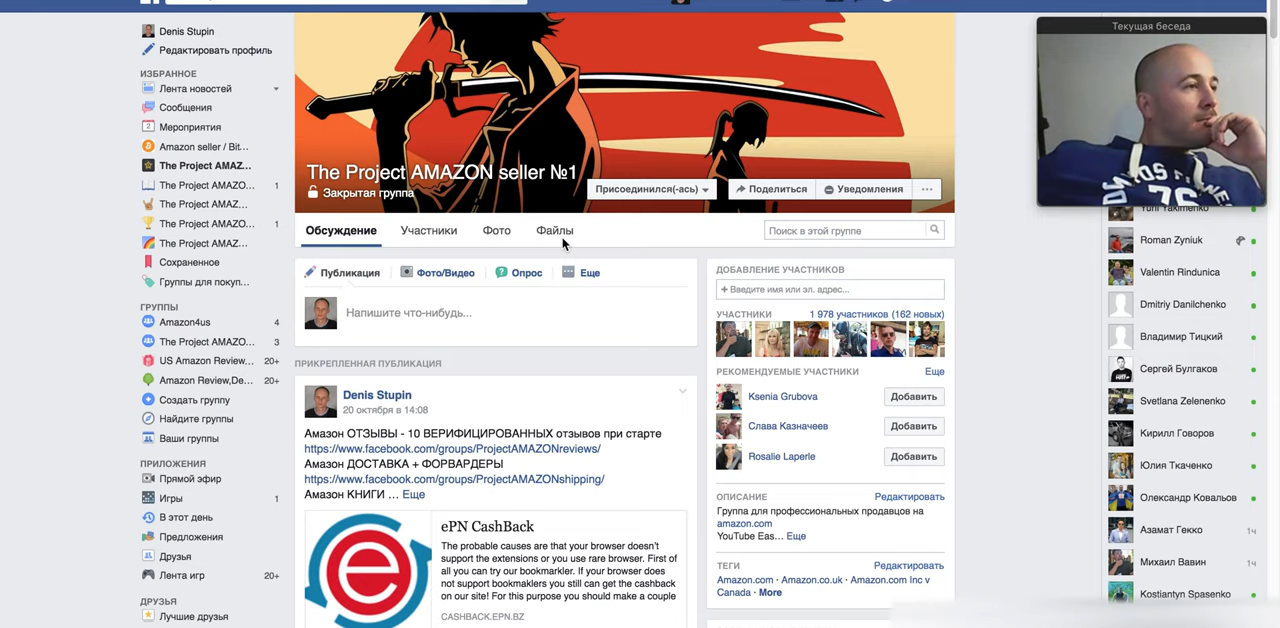 Denis Stupin
Редактировать профиль
ИЗБРАННОЕ
Лента новостей
Сообщения
2 Мероприятия
Amazon seller / Bit...
The Project AMAZ...
The Project AMAZO... 1
The Project AMAZ...
The Project AMAZO... 1
The Project AMAZ...
Сохраненное
Группы для покуп...
ГРУППЫ
Amazon4us 4
The Project AMAZO... 3
US Amazon Review,... 20+
Amazon Review,De... 20+
Создать группу
Найдите группы
Ваши группы
ПРИЛОЖЕНИЯ
Прямой эфир
Игры 1
В этот день
Предложения
Друзья
Лента игр 20+
ДРУЗЬЯ
Лучшие друзья
The Project AMAZON seller №1
Закрытая группа
Присоединился(-ась)
Поделиться
Уведомления
...
Обсуждение Участники Фото Файлы
Поиск в этой группе
Публикация Фото/Видео Опрос Еще
Напишите что-нибудь...
ПРИКРЕПЛЕННАЯ ПУБЛИКАЦИЯ
Denis Stupin
20 октября в 14:08
Амазон ОТЗЫВЫ - 10 ВЕРИФИЦИРОВАННЫХ отзывов при старте
https://www.facebook.com/groups/ProjectAMAZONreviews/
Амазон ДОСТАВКА + ФОРВАРДЕРЫ
https://www.facebook.com/groups/ProjectAMAZONshipping/
Амазон КНИГИ ... Еще
e
ePN CashBack
The probable causes are that your browser doesn't
support the extensions or you use rare browser. First of
all you can try our bookmarkler. If your browser does
not support bookmaklers you still can get the cashback
on our site! For this purpose you should make a couple
CASHBACK.EPN.BZ
ДОБАВЛЕНИЕ УЧАСТНИКОВ
+ Введите имя или эл. адрес...
УЧАСТНИКИ 1 978 участников (162 новых)
РЕКОМЕНДУЕМЫЕ УЧАСТНИКИ Еще
Ksenia Grubova Добавить
Слава Казначеев Добавить
Rosalie Laperle Добавить
ОПИСАНИЕ Редактировать
Группа для профессиональных продавцов на
amazon.com
YouTube Eas... Еще
ТЕГИ Редактировать
Amazon.com · Amazon.co.uk · Amazon Inc v
Canada · More
Текущая беседа
76
Yurii Yakimenko
Roman Zyniuk
Valentin Rindunica
Dmitriy Danilchenko
Владимир Тицкий
Сергей Булгаков
Svetlana Zelenenko
Кирилл Говоров
Юлия Ткаченко
Олександр Ковальов
Азамат Гекко 1ч
Михаил Вавин 1ч
Kostiantyn Spasenko